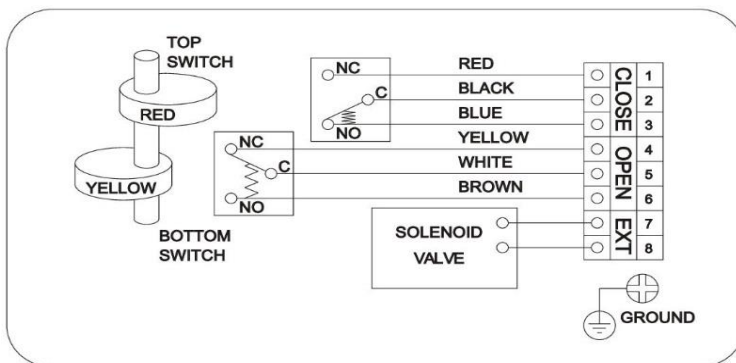 TOP
SWITCH
RED
YELLOW
BOTTOM
SWITCH
NC
C
NO
NC
C
NO
RED
BLACK
BLUE
YELLOW
WHITE
BROWN
SOLENOID
VALVE
CLOSE
OPEN
EXT
1
2
3
4
5
6
7
8
GROUND